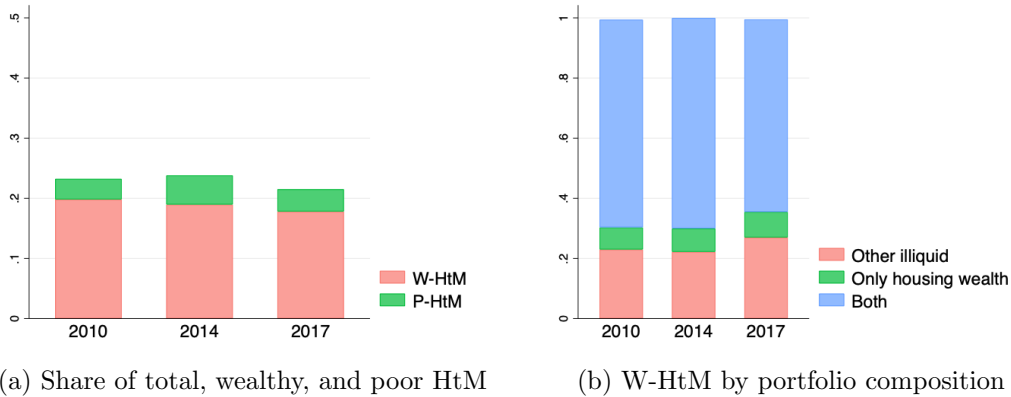 .5
.4
.3
.2
.1
0
2010 2014 2017
W-HtM
P-HtM
1
.8
.6
.4
.2
0
2010 2014 2017
Other illiquid
Only housing wealth
Both
(a) Share of total, wealthy, and poor HtM
(b) W-HtM by portfolio composition